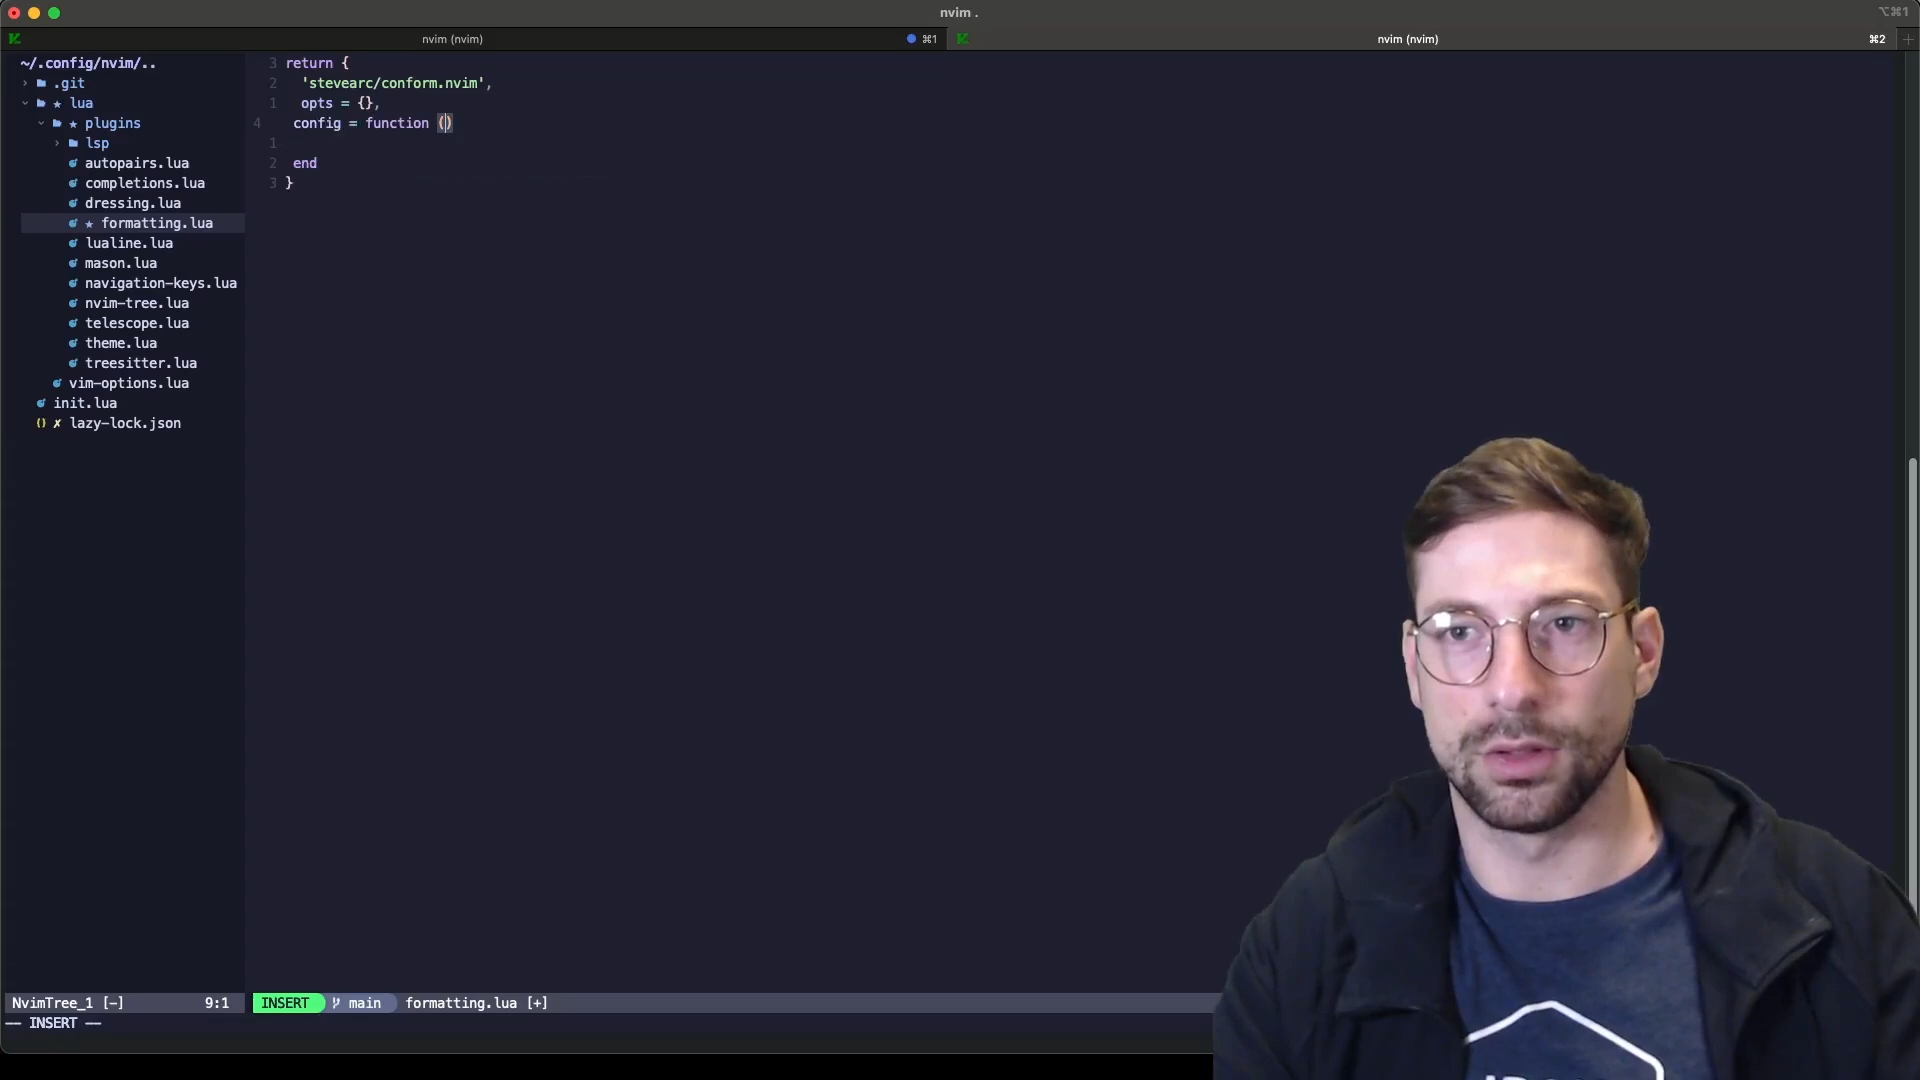 nvim .
⌥⌘1
nvim (nvim)
⌘1
nvim (nvim)
⌘2
~/.config/nvim/..
.git
lua
plugins
lsp
autopairs.lua
completions.lua
dressing.lua
formatting.lua
lualine.lua
mason.lua
navigation-keys.lua
nvim-tree.lua
telescope.lua
theme.lua
treesitter.lua
vim-options.lua
init.lua
() ✗ lazy-lock.json
3 return {
2 'stevearc/conform.nvim',
1 opts = {},
4 config = function ()
1
2 end
3 }
NvimTree_1 [-] 9:1
INSERT main formatting.lua [+]
-- INSERT --